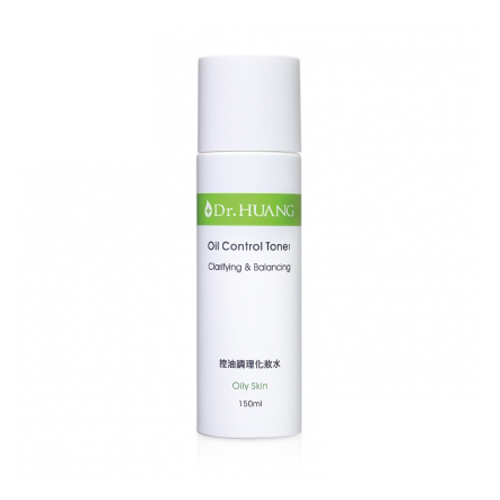 Dr. HUANG
Oil Control Toner
Clarifying & Balancing
控油調理化妝水
Oily Skin
150ml